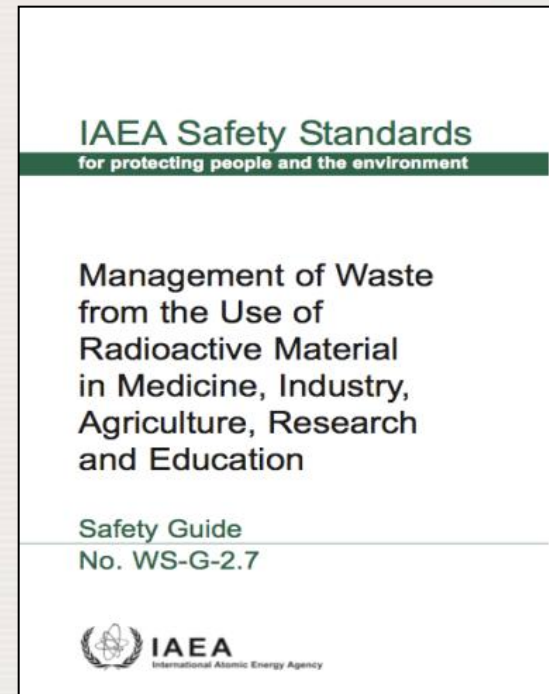 IAEA Safety Standards
for protecting people and the environment
Management of Waste
from the Use of
Radioactive Material
in Medicine, Industry,
Agriculture, Research
and Education
Safety Guide
No. WS-G-2.7
IAEA
International Atomic Energy Agency